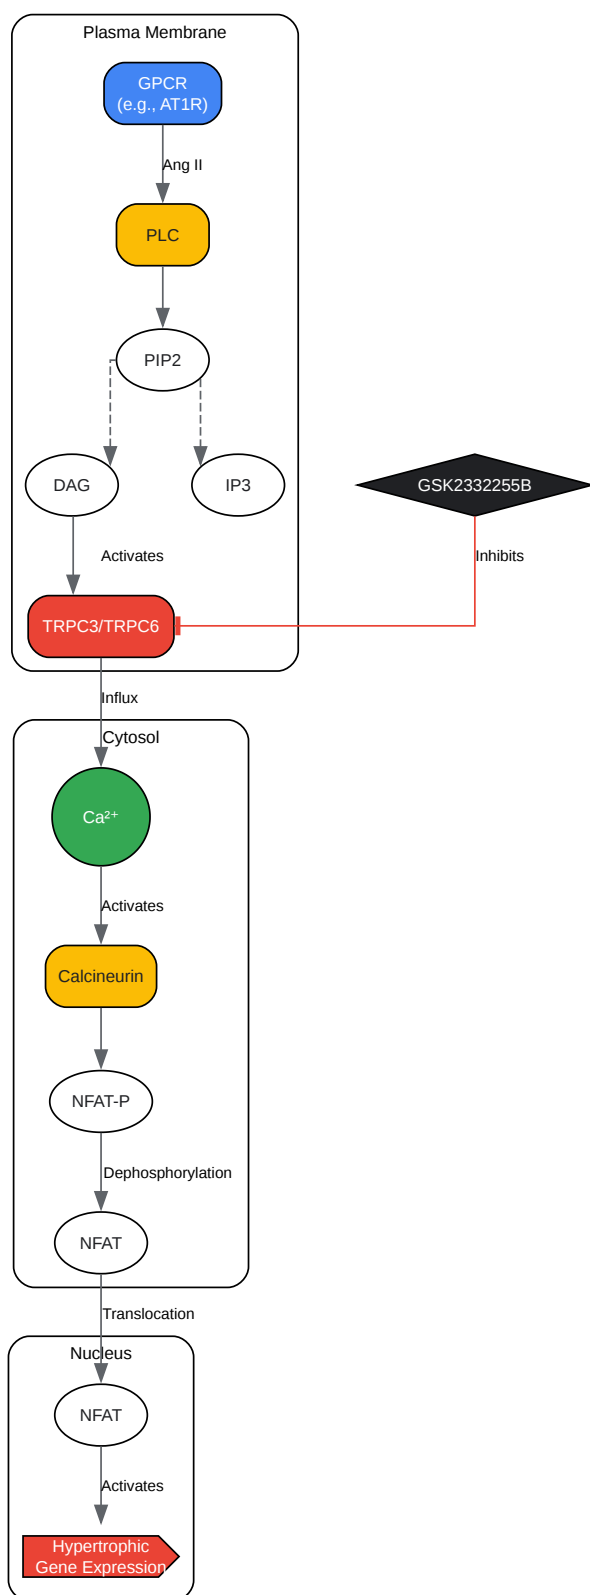 Plasma Membrane
GPCR
(e.g., AT1R)
Ang II
PLC
PIP2
DAG
IP3
GSK2332255B
Activates
Inhibits
TRPC3/TRPC6
Influx
Cytosol
Ca²⁺
Activates
Calcineurin
NFAT-P
Dephosphorylation
NFAT
Translocation
Nucleus
NFAT
Activates
Hypertrophic
Gene Expression